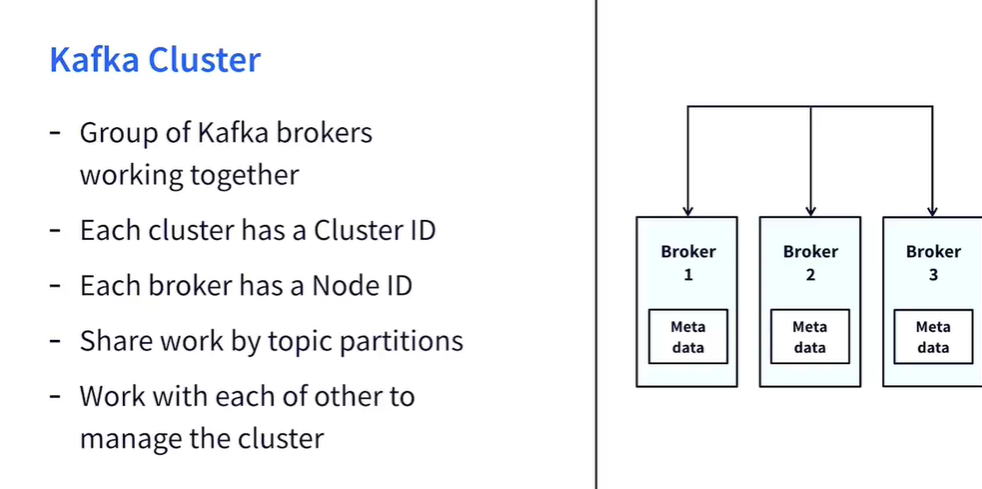 Kafka Cluster
- Group of Kafka brokers
working together
- Each cluster has a Cluster ID
- Each broker has a Node ID
- Share work by topic partitions
- Work with each of other to
manage the cluster
Broker
1
Meta
data
Broker
2
Meta
data
Broker
3
Meta
data